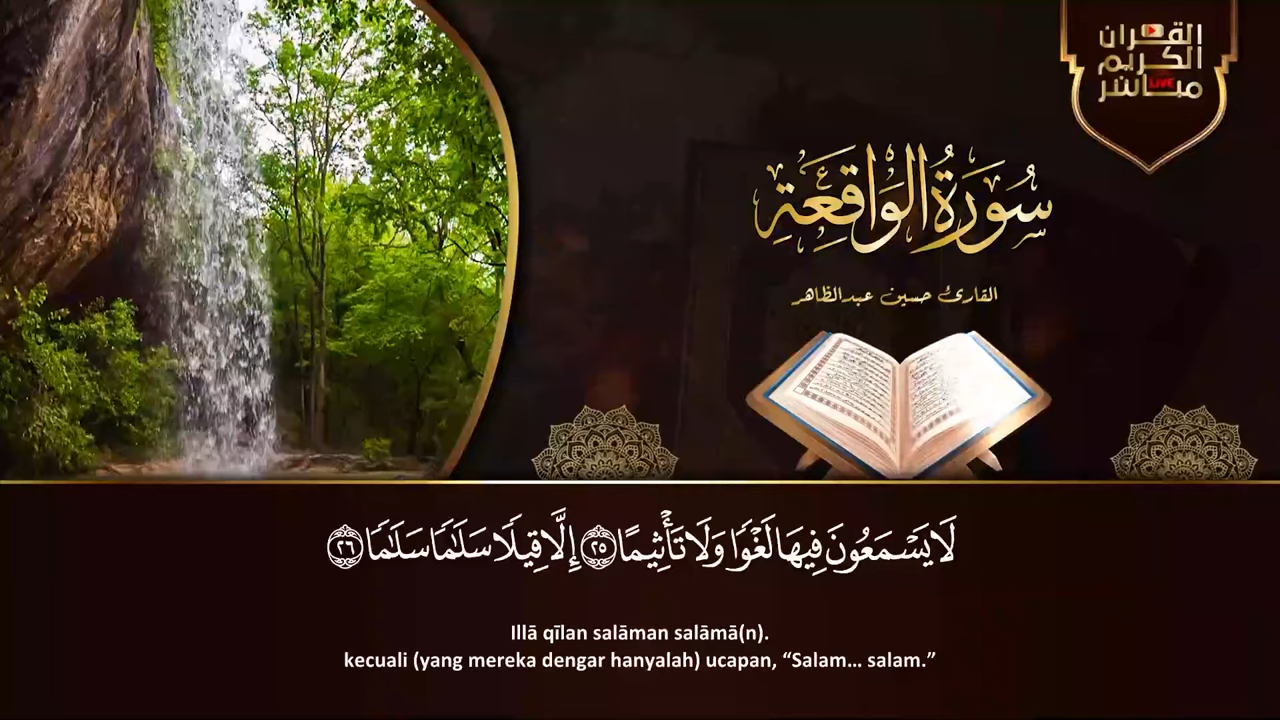 القرآن
الكريم
مباشر
LIVE
سُورَةُ الْوَاقِعَةِ
القارئ حسين عبدالظاهر
لَا يَسْمَعُونَ فِيهَا لَغْوًا وَلَا تَأْثِيمًا ٢٥ إِلَّا قِيلًا سَلَٰمًا سَلَٰمًا ٢٦
Illā qīlan salāman salāmā(n).
kecuali (yang mereka dengar hanyalah) ucapan, “Salam… salam.”